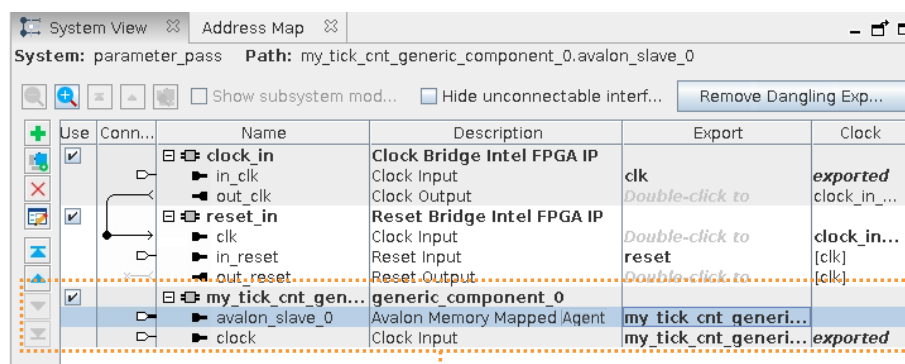 System View Address Map
System: parameter_pass Path: my_tick_cnt_generic_component_0.avalon_slave_0
Show subsystem mod... Hide unconnectable interf... Remove Dangling Exp...
Use Conn... Name Description Export Clock
clock_in Clock Bridge Intel FPGA IP
in_clk Clock Input clk exported
out_clk Clock Output Double-click to clock_in_...
reset_in Reset Bridge Intel FPGA IP
clk Clock Input Double-click to clock_in...
in_reset Reset Input reset [clk]
out_reset Reset Output Double-click to [clk]
my_tick_cnt_gen... generic_component_0
avalon_slave_0 Avalon Memory Mapped Agent my_tick_cnt_generi...
clock Clock Input my_tick_cnt_generi... exported